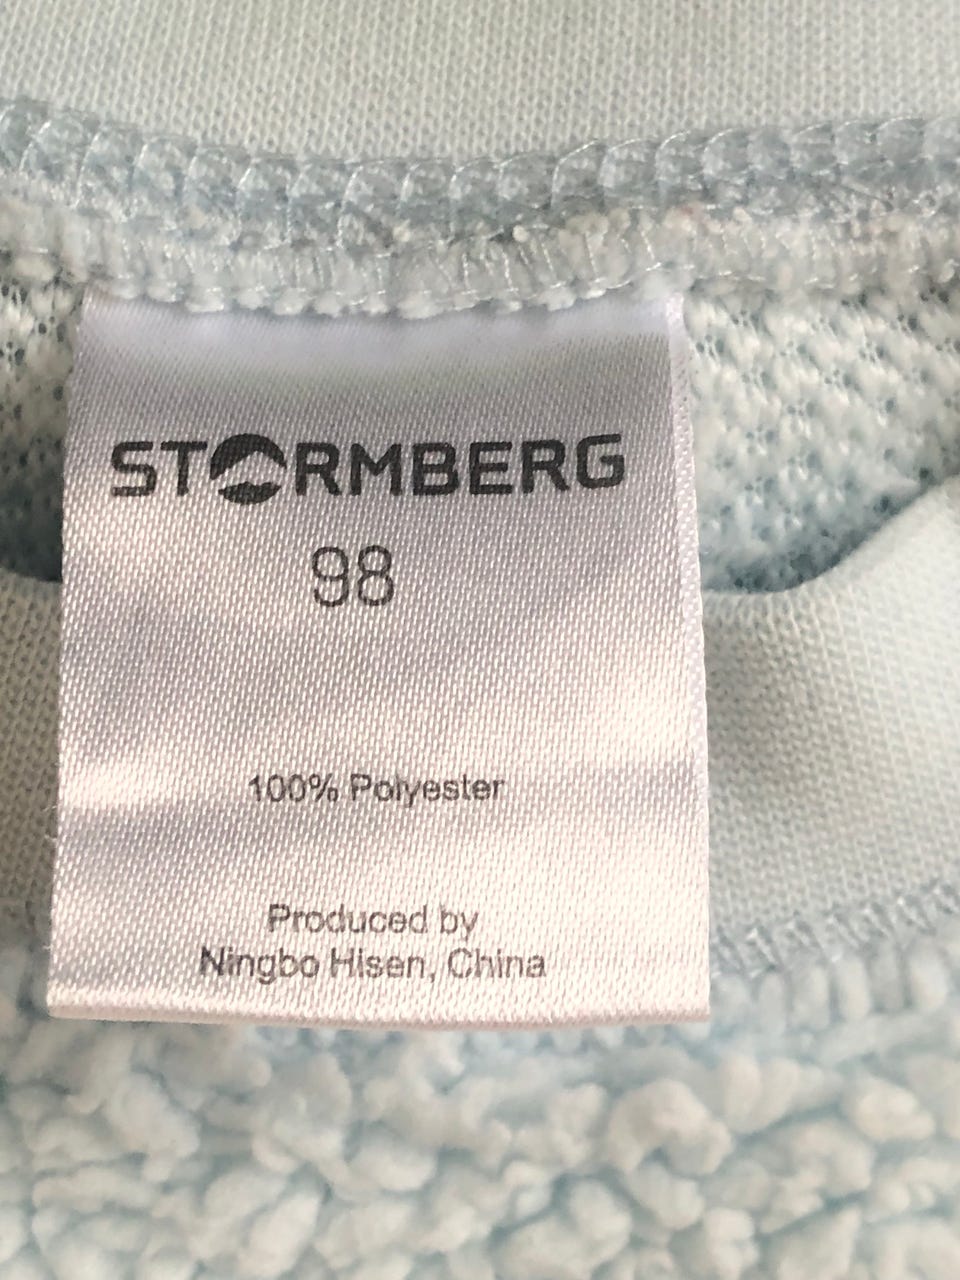 STORMBERG
98
100% Polyester
Produced by
Ningbo Hisen, China